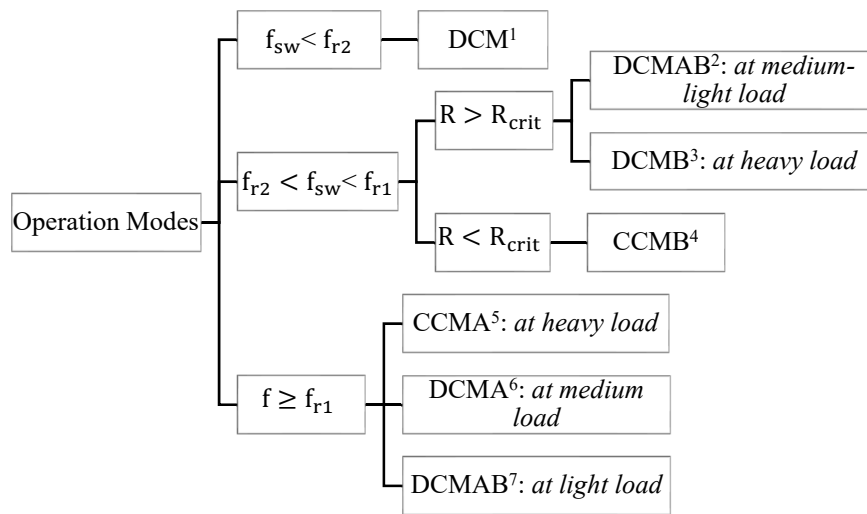 Operation Modes
f_sw< f_r2
DCM¹
f_r2 < f_sw< f_r1
R > R_crit
DCMAB²: at medium-
light load
DCMB³: at heavy load
R < R_crit
CCMB⁴
f ≥ f_r1
CCMA⁵: at heavy load
DCMA⁶: at medium
load
DCMAB⁷: at light load